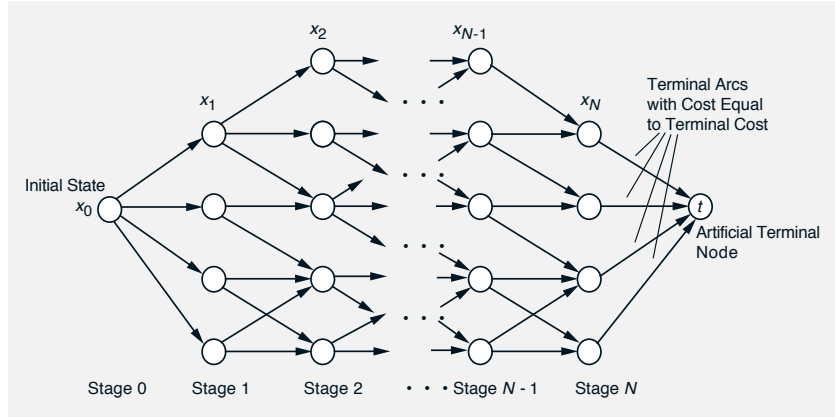 x2
xN-1
x1
xN
Terminal Arcs
with Cost Equal
to Terminal Cost
. . .
Initial State
x0
. . .
t
Artificial Terminal
Node
. . .
. . .
Stage 0
Stage 1
Stage 2
. . .
Stage N - 1
Stage N